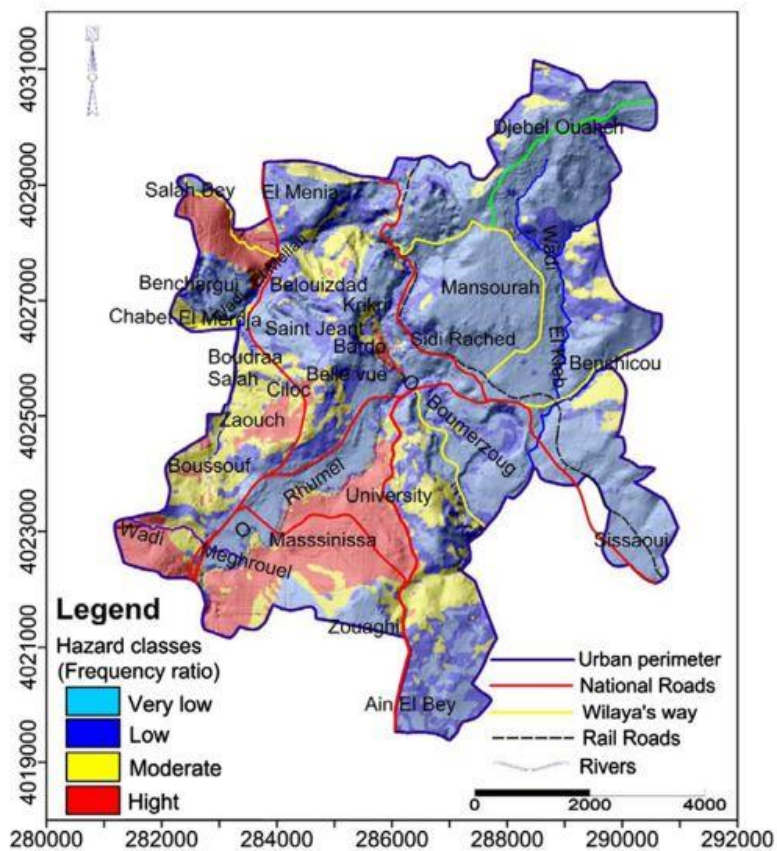 4031000
4029000
4027000
4025000
4023000
4021000
4019000
Djebel Ouahch
Salah Bey
El Menia
Wadi
Benchargui
Belouizdad
Mansourah
Chabet El Merdja
Saint Jeant
Sidi Rached
El Kleb
Bardo
Boudraa
Salah
Belle vue
Benchicou
Ciloc
O
Boumerzoug
Zaouch
Boussouf
Rhumel
University
O
Wadi
Masssinissa
Meghrouel
Sissaoui
Zouaghi
Ain El Bey
Legend
Hazard classes
(Frequency ratio)
Very low
Low
Moderate
Hight
Urban perimeter
National Roads
Wilaya's way
Rail Roads
Rivers
0 2000 4000
280000 282000 284000 286000 288000 290000 292000